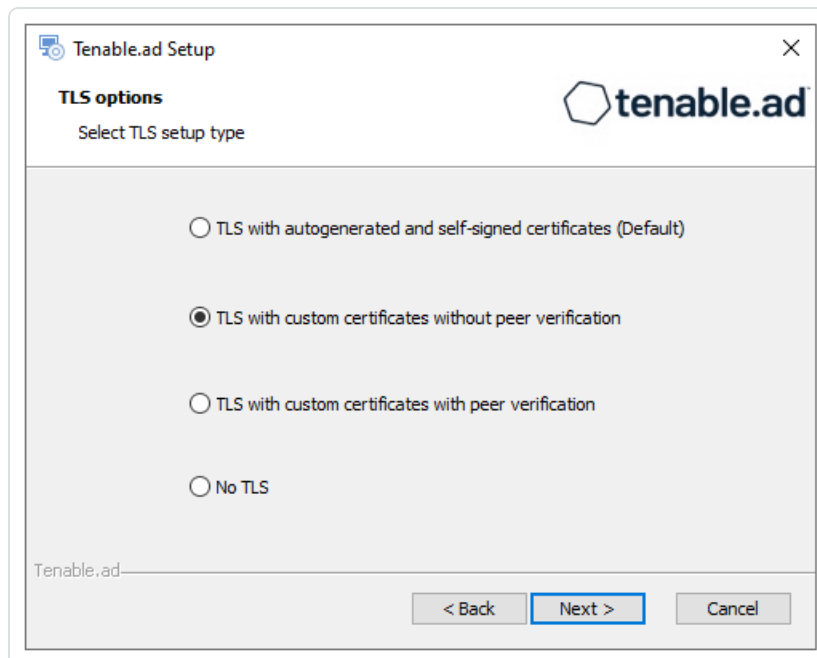 Tenable.ad Setup
TLS options
Select TLS setup type
tenable.ad
TLS with autogenerated and self-signed certificates (Default)
TLS with custom certificates without peer verification
TLS with custom certificates with peer verification
No TLS
Tenable.ad
< Back Next > Cancel